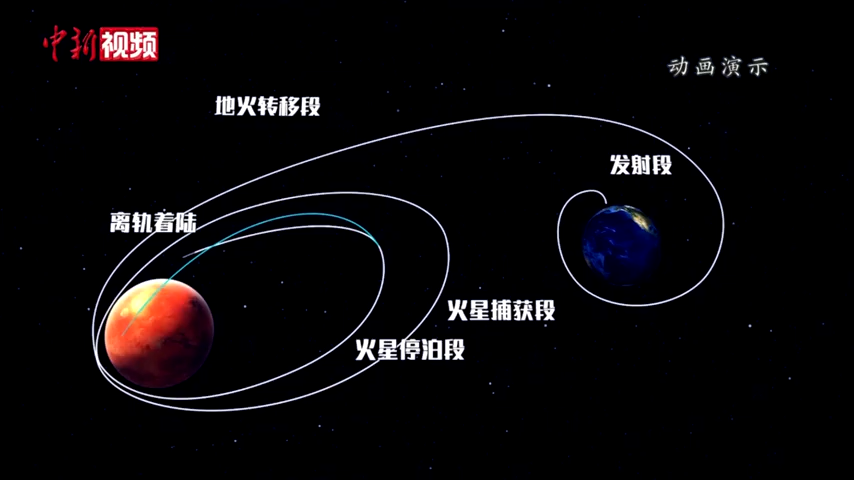 中新视频
动画演示
地火转移段
发射段
离轨着陆
火星捕获段
火星停泊段